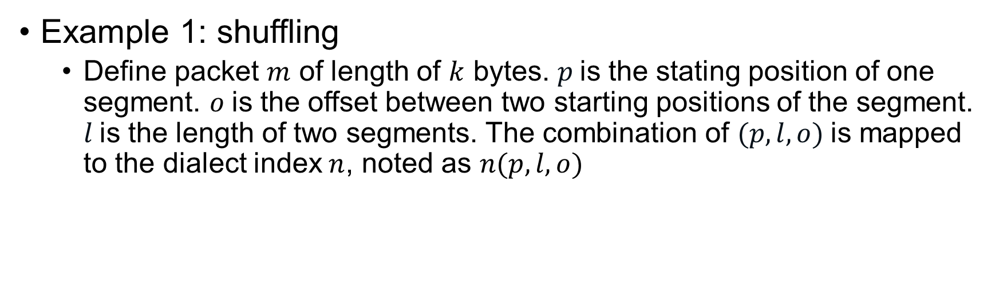 • Example 1: shuffling
• Define packet 𝑚 of length of 𝑘 bytes. 𝑝 is the stating position of one
segment. 𝑜 is the offset between two starting positions of the segment.
𝑙 is the length of two segments. The combination of (𝑝, 𝑙, 𝑜) is mapped
to the dialect index 𝑛, noted as 𝑛(𝑝, 𝑙, 𝑜)